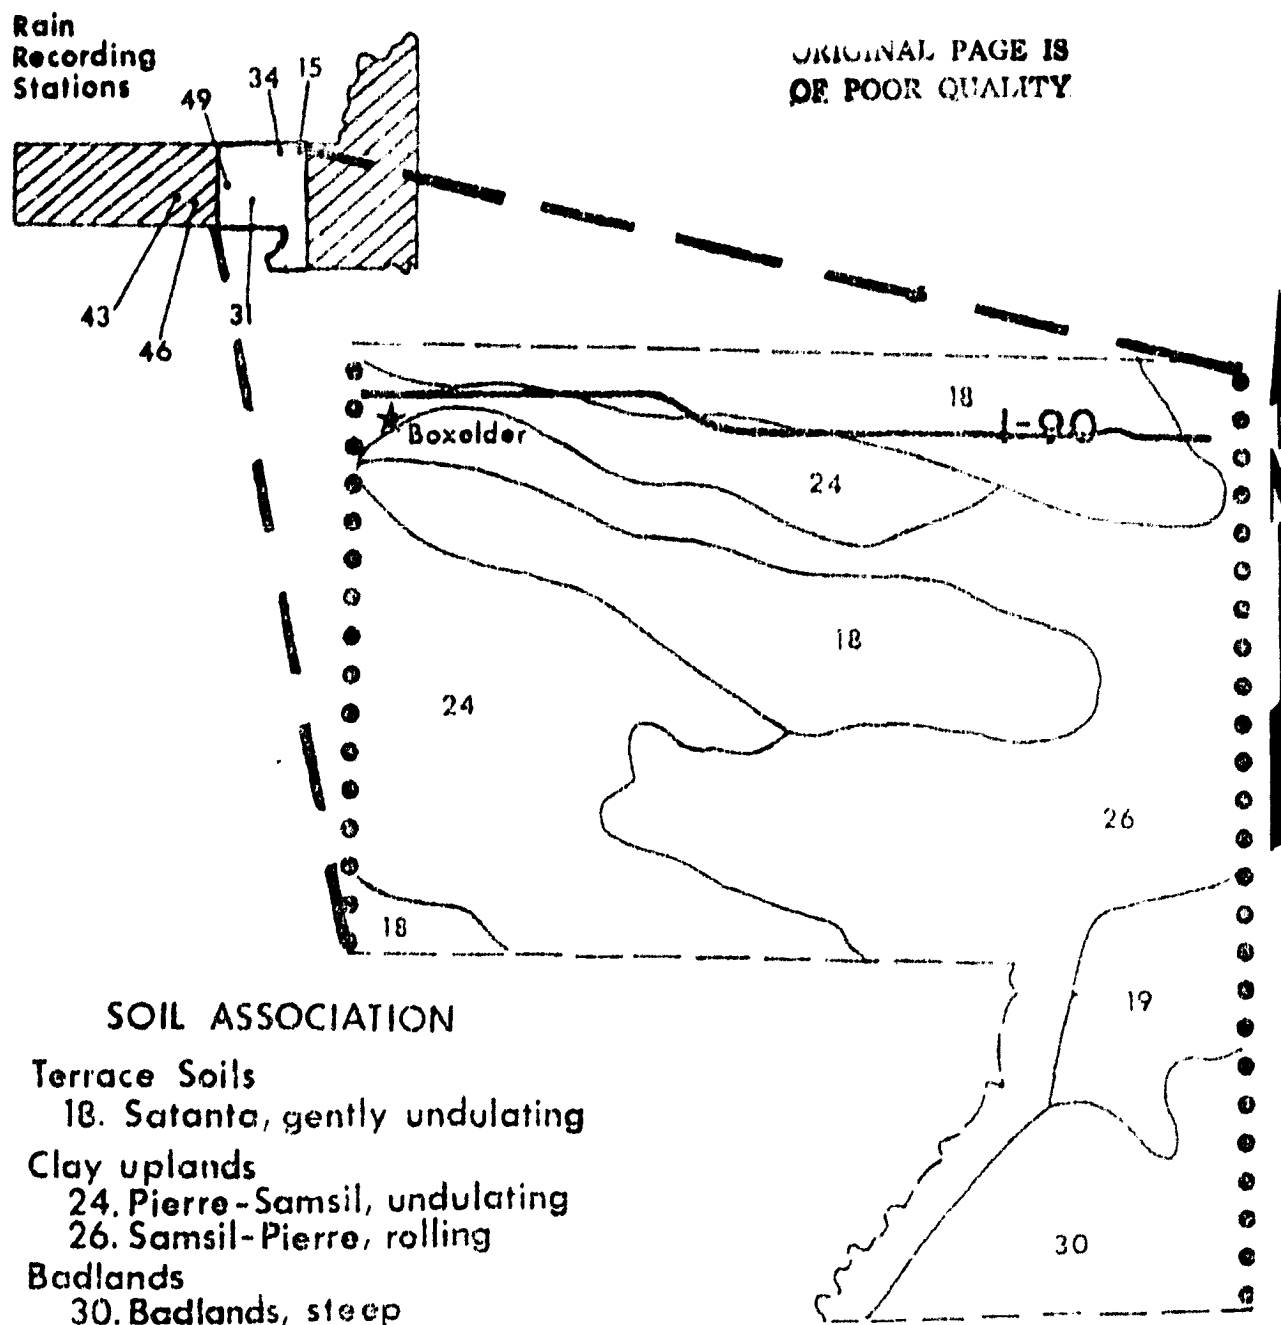 Rain
Recording
Stations
ORIGINAL PAGE IS
OF POOR QUALITY
49
34
15
43
46
31
18
I-90
Boxelder
24
18
24
26
18
19
30
SOIL ASSOCIATION
Terrace Soils
18. Satanta, gently undulating
Clay uplands
24. Pierre-Samsil, undulating
26. Samsil-Pierre, rolling
Badlands
30. Badlands, steep